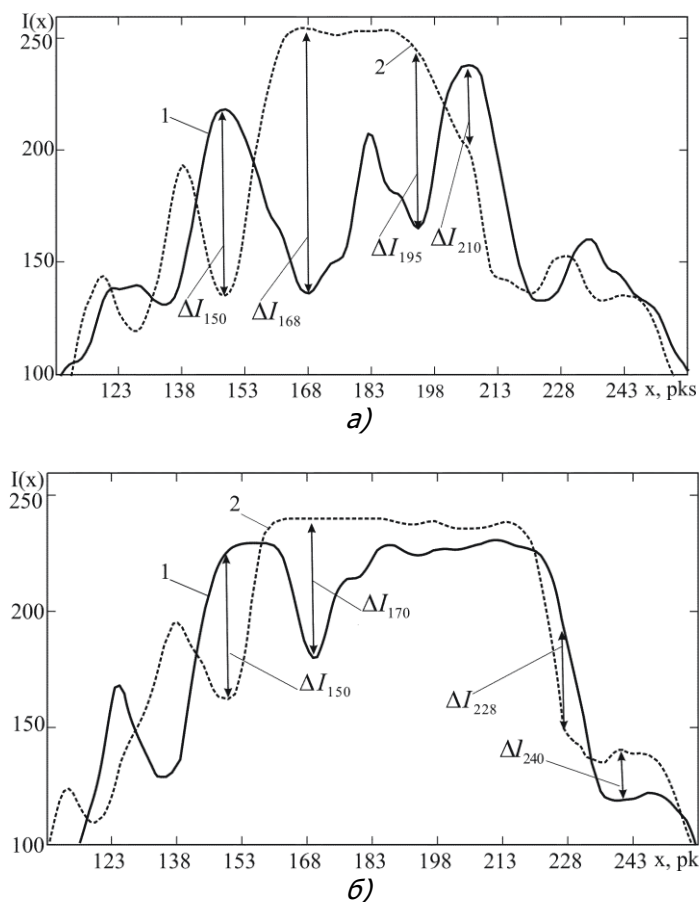 I(x)
250
200
150
100
1
2
ΔI₁₅₀
ΔI₁₆₈
ΔI₁₉₅
ΔI₂₁₀
123 138 153 168 183 198 213 228 243 x, pks
а)
I(x)
250
200
150
100
1
2
ΔI₁₅₀
ΔI₁₇₀
ΔI₂₂₈
ΔI₂₄₀
123 138 153 168 183 198 213 228 243 x, pk
б)